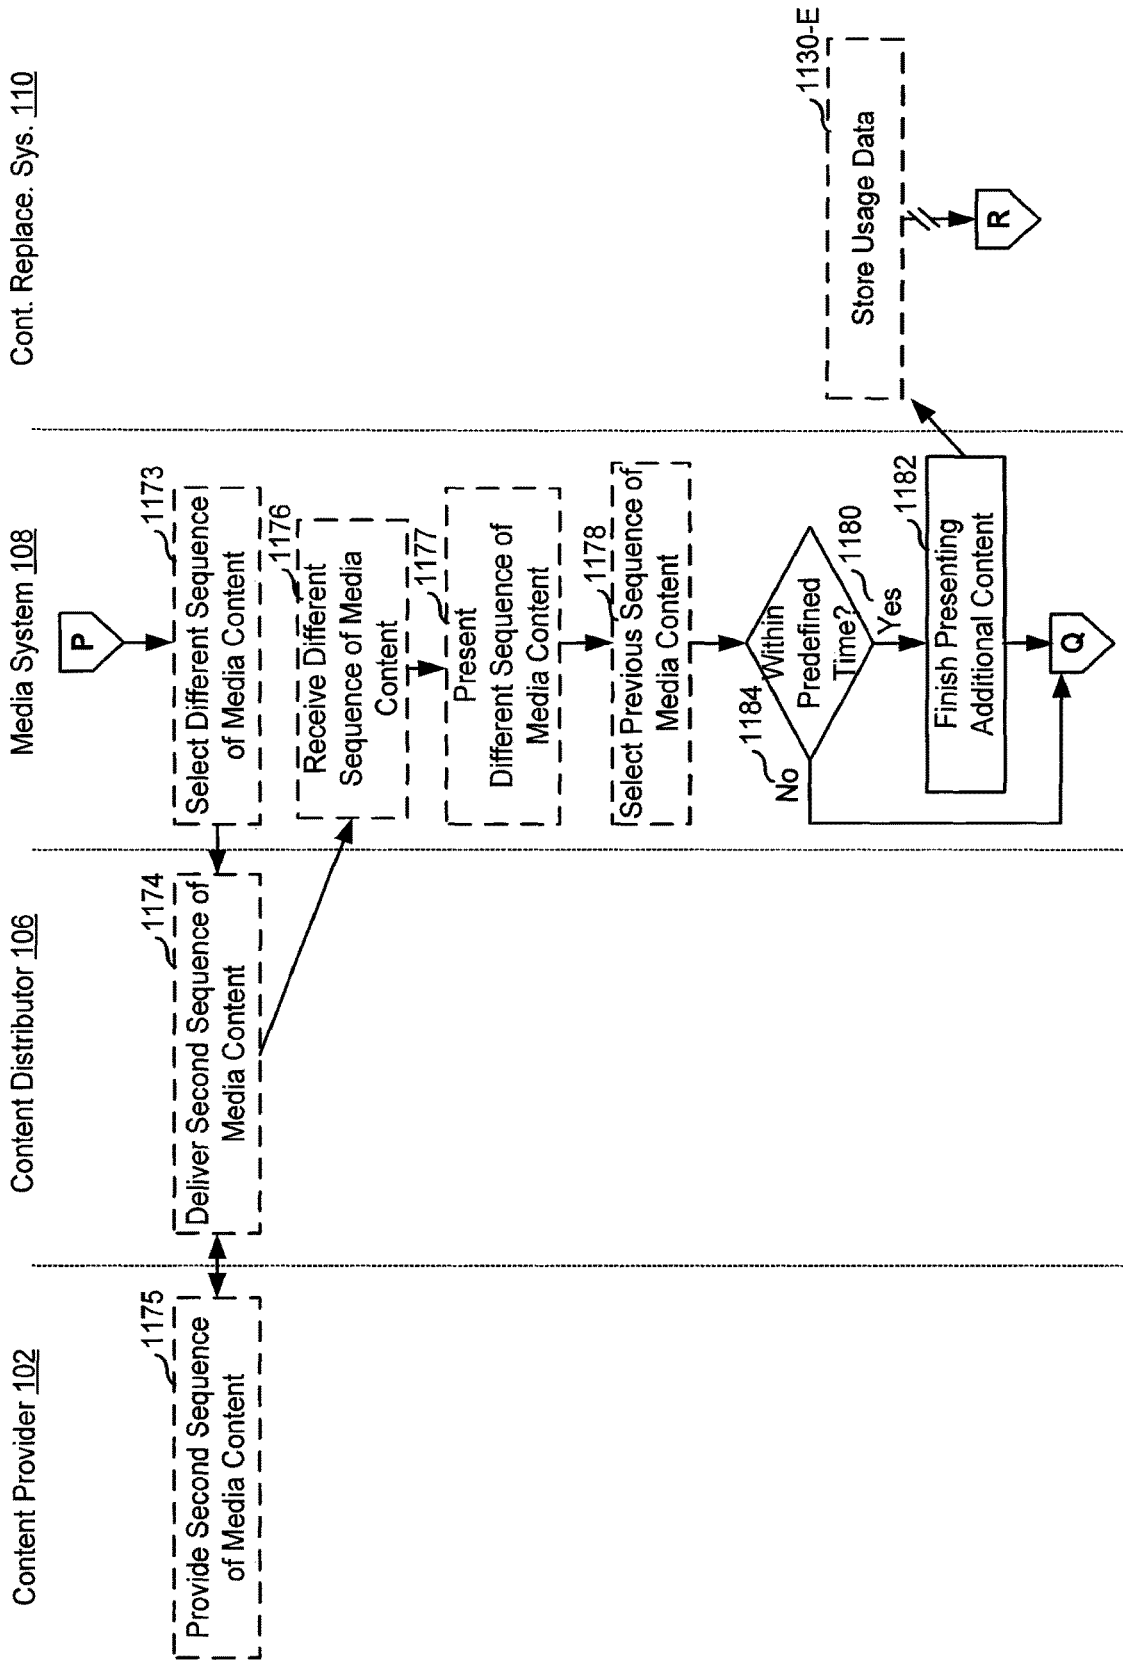 Content Provider 102
Content Distributor 106
Media System 108
Cont. Replace. Sys. 110
P
1173
Select Different Sequence
of Media Content
1174
Deliver Second Sequence of
Media Content
1175
Provide Second Sequence
of Media Content
1176
Receive Different
Sequence of Media
Content
1177
Present
Different Sequence of
Media Content
1178
Select Previous Sequence of
Media Content
Within
Predefined
Time?
1184
No
1180
Yes
1182
Finish Presenting
Additional Content
Q
1130-E
Store Usage Data
R